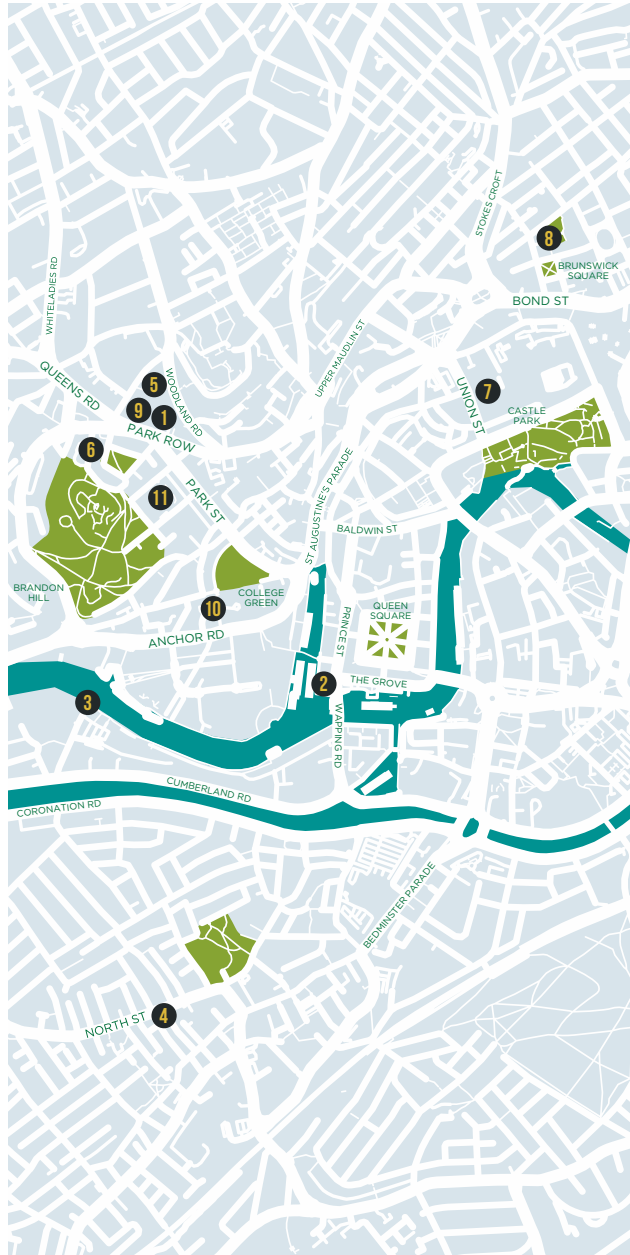 STOKES CROFT
8
BRUNSWICK
SQUARE
WHITELADIES RD
BOND ST
UPPER MAUDLIN ST
QUEENS RD
5
WOODLAND RD
7
UNION ST
9
1
CASTLE
PARK
PARK ROW
6
11
PARK ST
ST AUGUSTINE'S PARADE
BALDWIN ST
BRANDON
HILL
COLLEGE
GREEN
10
QUEEN
SQUARE
PRINCE ST
ANCHOR RD
2
THE GROVE
3
WAPPING RD
CUMBERLAND RD
CORONATION RD
BEDMINSTER PARADE
NORTH ST
4